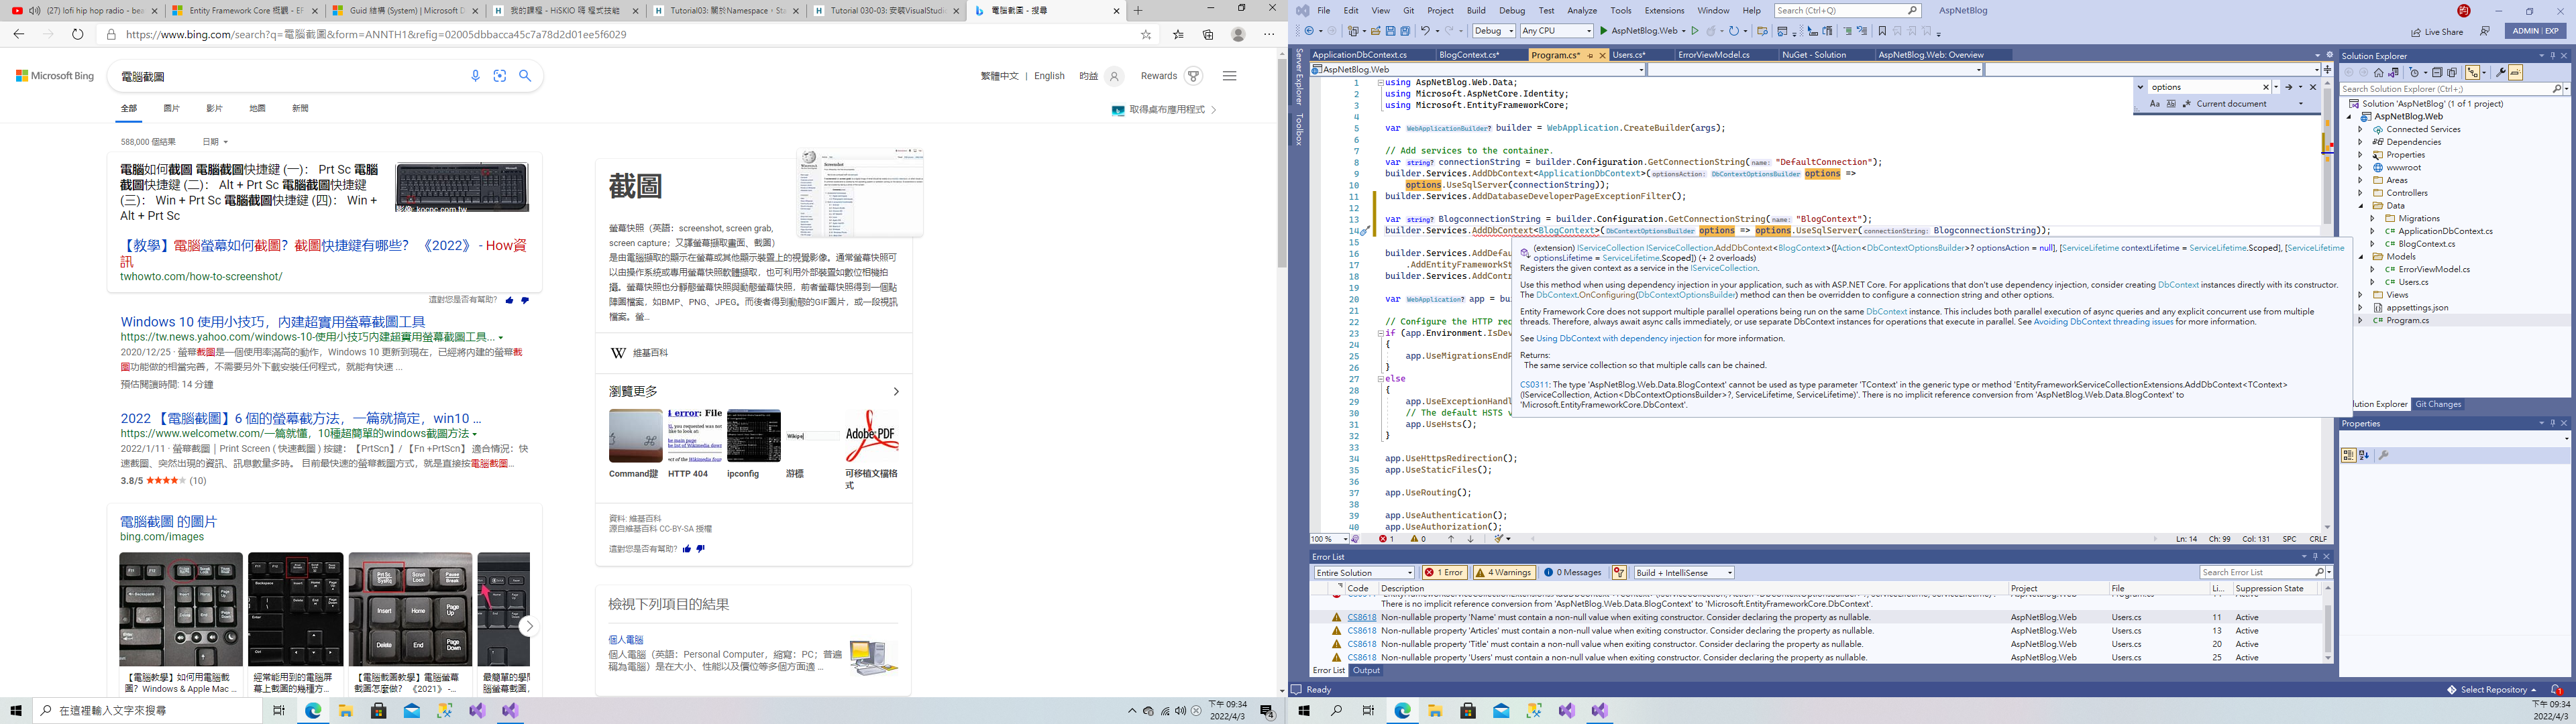 (27) lofi hip hop radio - bea
Entity Framework Core 概觀 - EF
Guid 結構 (System) | Microsoft D
我的課程 - HiSKIO 嗨 程式技能
Tutorial03: 關於Namespace · Sta
Tutorial 030-03: 安裝VisualStudio
電腦截圖 - 搜尋
https://www.bing.com/search?q=電腦截圖&form=ANNTH1&refig=02005dbbacca45c7a78d2d01ee5f6029
Microsoft Bing
電腦截圖
繁體中文 | English
昀益
Rewards
全部
圖片
影片
地圖
新聞
取得桌布應用程式
588,000 個結果
日期
電腦如何截圖 電腦截圖快捷鍵 (一)： Prt Sc 電腦
截圖快捷鍵 (二)： Alt + Prt Sc 電腦截圖快捷鍵
(三)： Win + Prt Sc 電腦截圖快捷鍵 (四)： Win +
Alt + Prt Sc
影像: kocpc.com.tw
【教學】電腦螢幕如何截圖？截圖快捷鍵有哪些？ 《2022》 - How資
訊
twhowto.com/how-to-screenshot/
這對您是否有幫助?
Windows 10 使用小技巧，內建超實用螢幕截圖工具
https://tw.news.yahoo.com/windows-10-使用小技巧內建超實用螢幕截圖工具...
2020/12/25 · 螢幕截圖是一個使用率滿高的動作，Windows 10 更新到現在，已經將內建的螢幕截
圖功能做的相當完善，不需要另外下載安裝任何程式，就能有快速 ...
預估閱讀時間: 14 分鐘
2022 【電腦截圖】6 個的螢幕截方法，一篇就搞定，win10 ...
https://www.welcometw.com/一篇就懂，10種超簡單的windows截圖方法
2022/1/11 · 螢幕截圖｜Print Screen ( 快速截圖 ) 按鍵：【PrtScn】/【Fn +PrtScn】 適合情況：快
速截圖、突然出現的資訊、訊息數量多時。 目前最快速的螢幕截圖方式，就是直接按電腦截圖...
3.8/5 (10)
電腦截圖 的圖片
bing.com/images
【電腦教學】如何用電腦截
圖? Windows & Apple Mac ...
經常能用到的電腦屏
幕上截圖的幾種方...
【電腦截圖教學】電腦螢幕
截圖怎麼做？ 《2021》 -...
最簡單的學問
腦螢幕截圖,
截圖
螢幕快照（英語：screenshot, screen grab,
screen capture；又譯螢幕擷取畫面、截圖）
是由電腦擷取的顯示在螢幕或其他顯示裝置上的視覺影像。通常螢幕快照可
以由操作系統或專用螢幕快照軟體擷取，也可利用外部裝置如數位相機拍
攝。螢幕快照也分靜態螢幕快照與動態螢幕快照，前者螢幕快照得到一個點
陣圖檔案，如BMP、PNG、JPEG。而後者得到動態的GIF圖片，或一段視訊
檔案。螢...
維基百科
瀏覽更多
Command鍵
HTTP 404
ipconfig
游標
可移植文檔格
式
資料: 維基百科
源自維基百科 CC-BY-SA 授權
這對您是否有幫助?
檢視下列項目的結果
個人電腦
個人電腦（英語：Personal Computer，縮寫：PC；普遍
稱為電腦）是在大小、性能以及價位等多個方面適 ...
在這裡輸入文字來搜尋
下午 09:34
2022/4/3
File Edit View Git Project Build Debug Test Analyze Tools Extensions Window Help
Search (Ctrl+Q)
AspNetBlog
Debug
Any CPU
AspNetBlog.Web
Live Share
ADMIN | EXP
Server Explorer
Toolbox
ApplicationDbContext.cs
BlogContext.cs*
Program.cs*
Users.cs*
ErrorViewModel.cs
NuGet - Solution
AspNetBlog.Web: Overview
AspNetBlog.Web
options
Aa
Current document
1 using AspNetBlog.Web.Data;
2 using Microsoft.AspNetCore.Identity;
3 using Microsoft.EntityFrameworkCore;
4
5 var WebApplicationBuilder? builder = WebApplication.CreateBuilder(args);
6
7 // Add services to the container.
8 var string? connectionString = builder.Configuration.GetConnectionString(name: "DefaultConnection");
9 builder.Services.AddDbContext<ApplicationDbContext>(optionsAction: DbContextOptionsBuilder options =>
10 options.UseSqlServer(connectionString));
11 builder.Services.AddDatabaseDeveloperPageExceptionFilter();
12
13 var string? BlogconnectionString = builder.Configuration.GetConnectionString(name: "BlogContext");
14 builder.Services.AddDbContext<BlogContext>(DbContextOptionsBuilder options => options.UseSqlServer(connectionString: BlogconnectionString));
15
16 builder.Services.AddDefau
17 .AddEntityFrameworkSt
18 builder.Services.AddContr
19
20 var WebApplication? app = bui
21
22 // Configure the HTTP req
23 if (app.Environment.IsDev
24 {
25 app.UseMigrationsEndP
26 }
27 else
28 {
29 app.UseExceptionHandl
30 // The default HSTS v
31 app.UseHsts();
32 }
33
34 app.UseHttpsRedirection();
35 app.UseStaticFiles();
36
37 app.UseRouting();
38
39 app.UseAuthentication();
40 app.UseAuthorization();
(extension) IServiceCollection IServiceCollection.AddDbContext<BlogContext>([Action<DbContextOptionsBuilder>? optionsAction = null], [ServiceLifetime contextLifetime = ServiceLifetime.Scoped], [ServiceLifetime
optionsLifetime = ServiceLifetime.Scoped]) (+ 2 overloads)
Registers the given context as a service in the IServiceCollection.
Use this method when using dependency injection in your application, such as with ASP.NET Core. For applications that don't use dependency injection, consider creating DbContext instances directly with its constructor.
The DbContext.OnConfiguring(DbContextOptionsBuilder) method can then be overridden to configure a connection string and other options.
Entity Framework Core does not support multiple parallel operations being run on the same DbContext instance. This includes both parallel execution of async queries and any explicit concurrent use from multiple
threads. Therefore, always await async calls immediately, or use separate DbContext instances for operations that execute in parallel. See Avoiding DbContext threading issues for more information.
See Using DbContext with dependency injection for more information.
Returns:
The same service collection so that multiple calls can be chained.
CS0311: The type 'AspNetBlog.Web.Data.BlogContext' cannot be used as type parameter 'TContext' in the generic type or method 'EntityFrameworkServiceCollectionExtensions.AddDbContext<TContext>
(IServiceCollection, Action<DbContextOptionsBuilder>?, ServiceLifetime, ServiceLifetime)'. There is no implicit reference conversion from 'AspNetBlog.Web.Data.BlogContext' to
'Microsoft.EntityFrameworkCore.DbContext'.
100 %
1
0
Ln: 14 Ch: 99 Col: 131 SPC CRLF
Error List
Entire Solution
1 Error
4 Warnings
0 Messages
Build + IntelliSense
Search Error List
Code Description Project File Li... Suppression State
There is no implicit reference conversion from 'AspNetBlog.Web.Data.BlogContext' to 'Microsoft.EntityFrameworkCore.DbContext'.
CS8618 Non-nullable property 'Name' must contain a non-null value when exiting constructor. Consider declaring the property as nullable. AspNetBlog.Web Users.cs 11 Active
CS8618 Non-nullable property 'Articles' must contain a non-null value when exiting constructor. Consider declaring the property as nullable. AspNetBlog.Web Users.cs 13 Active
CS8618 Non-nullable property 'Title' must contain a non-null value when exiting constructor. Consider declaring the property as nullable. AspNetBlog.Web Users.cs 20 Active
CS8618 Non-nullable property 'Users' must contain a non-null value when exiting constructor. Consider declaring the property as nullable. AspNetBlog.Web Users.cs 25 Active
Error List Output
Ready
Select Repository
Solution Explorer
Search Solution Explorer (Ctrl+;)
Solution 'AspNetBlog' (1 of 1 project)
AspNetBlog.Web
Connected Services
Dependencies
Properties
wwwroot
Areas
Controllers
Data
Migrations
ApplicationDbContext.cs
BlogContext.cs
Models
ErrorViewModel.cs
Users.cs
Views
appsettings.json
Program.cs
lution Explorer
Git Changes
Properties
下午 09:34
2022/4/3